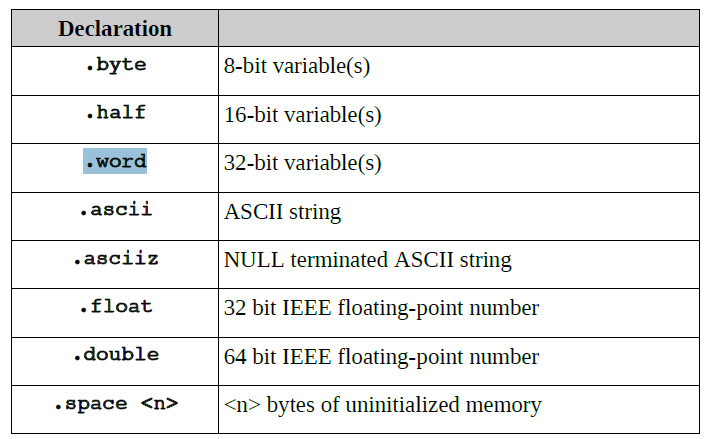 Declaration
.byte 8-bit variable(s)
.half 16-bit variable(s)
.word 32-bit variable(s)
.ascii ASCII string
.asciiz NULL terminated ASCII string
.float 32 bit IEEE floating-point number
.double 64 bit IEEE floating-point number
.space <n> <n> bytes of uninitialized memory